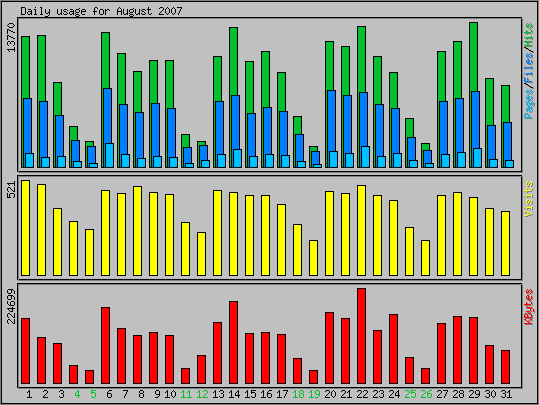 Daily usage for August 2007
13770
Pages/Files/Hits
521
Visits
224699
KBytes
1 2 3 4 5 6 7 8 9 10 11 12 13 14 15 16 17 18 19 20 21 22 23 24 25 26 27 28 29 30 31